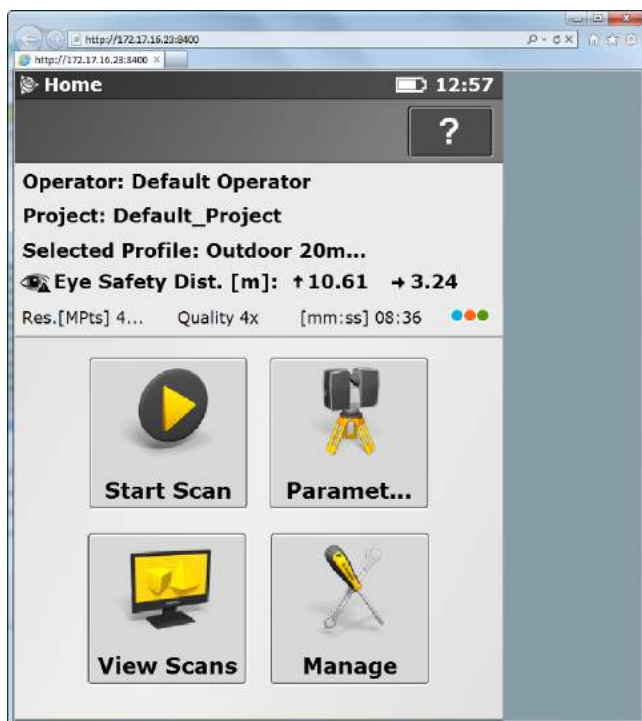 http://172.17.16.23:8400
http://172.17.16.23:8400
Home 12:57
?
Operator: Default Operator
Project: Default_Project
Selected Profile: Outdoor 20m...
Eye Safety Dist. [m]: ↑10.61 →3.24
Res.[MPts] 4... Quality 4x [mm:ss] 08:36
Start Scan Paramet...
View Scans Manage